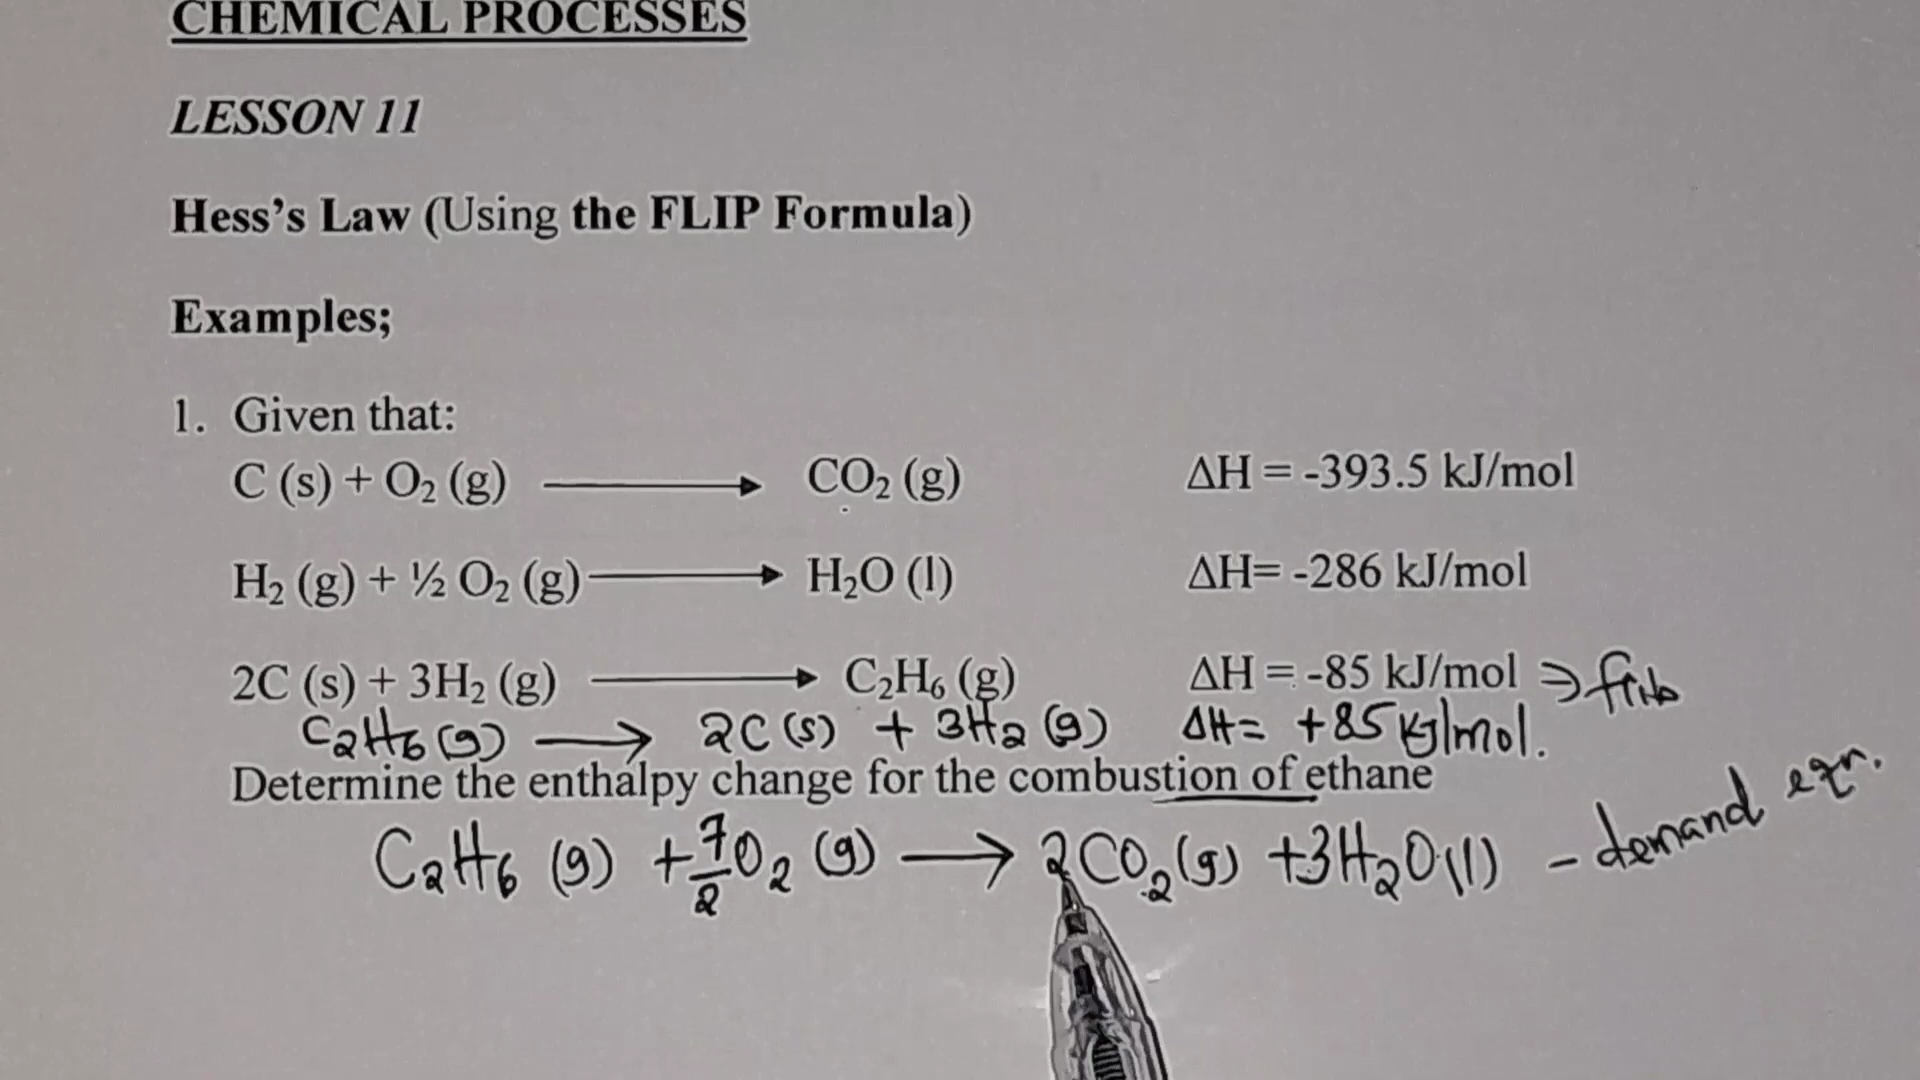 CHEMICAL PROCESSES
LESSON 11
Hess's Law (Using the FLIP Formula)
Examples;
1. Given that:
C (s) + O₂ (g) ⟶ CO₂ (g) ΔH = -393.5 kJ/mol
H₂ (g) + ½ O₂ (g) ⟶ H₂O (l) ΔH= -286 kJ/mol
2C (s) + 3H₂ (g) ⟶ C₂H₆ (g) ΔH = -85 kJ/mol ⇒
C₂H₆ (g) ⟶ 2C (s) + 3H₂ (g) ΔH = +85 kJ/mol.
Determine the enthalpy change for the combustion of ethane
C₂H₆ (g) + 7/2 O₂ (g) ⟶ 2CO₂ (g) + 3H₂O (l) – demand eqn.